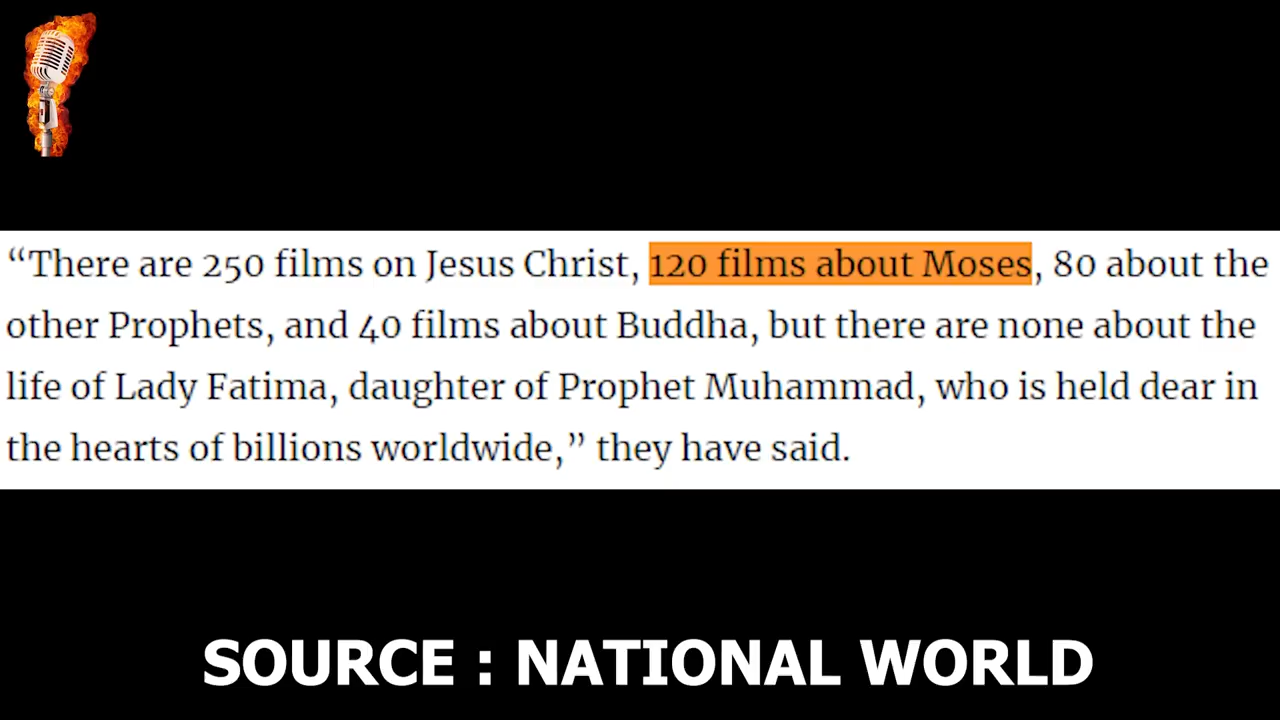 “There are 250 films on Jesus Christ, 120 films about Moses, 80 about the
other Prophets, and 40 films about Buddha, but there are none about the
life of Lady Fatima, daughter of Prophet Muhammad, who is held dear in
the hearts of billions worldwide,” they have said.
SOURCE : NATIONAL WORLD